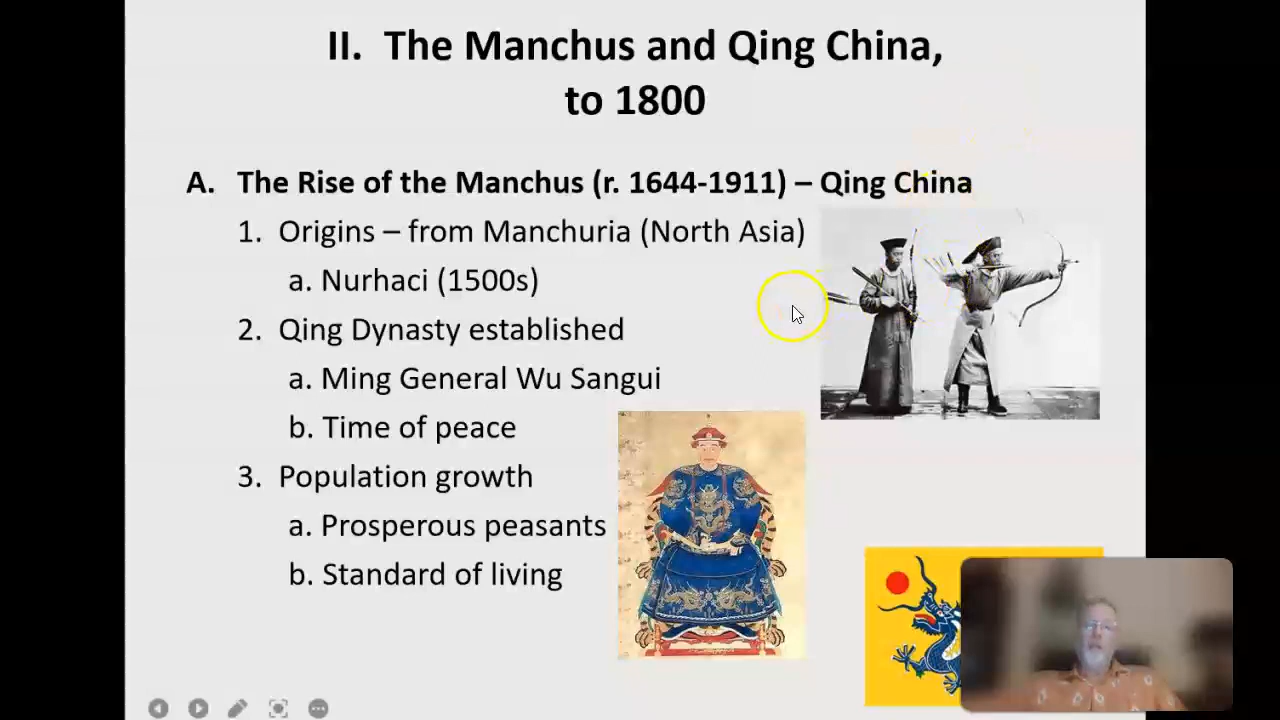 II. The Manchus and Qing China,
to 1800
A. The Rise of the Manchus (r. 1644-1911) – Qing China
1. Origins – from Manchuria (North Asia)
a. Nurhaci (1500s)
2. Qing Dynasty established
a. Ming General Wu Sangui
b. Time of peace
3. Population growth
a. Prosperous peasants
b. Standard of living